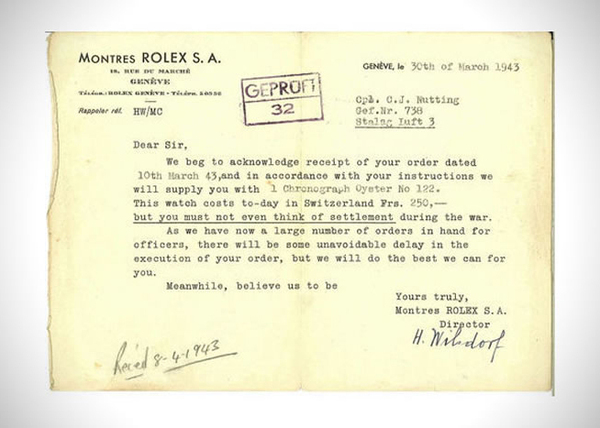 MONTRES ROLEX S. A.
18, RUE DU MARCHÉ
GENÈVE
Télégr.: ROLEX GENÈVE - Téléph.
Rappeler réf. HW/MC
GENÈVE, le 30th of March 1943
GEPRÜFT
32
Cpl. C.J. Nutting
Gef.Nr. 738
Stalag Luft 3
Dear Sir,
We beg to acknowledge receipt of your order dated
10th March 43,and in accordance with your instructions we
will supply you with 1 Chronograph Oyster No 122.
This watch costs to-day in Switzerland Frs. 250,—
but you must not even think of settlement during the war.
As we have now a large number of orders in hand for
officers, there will be some unavoidable delay in the
execution of your order, but we will do the best we can for
you.
Meanwhile, believe us to be
Yours truly,
Montres ROLEX S.A.
Director
H. Wilsdorf
Recéd 8-4-1943